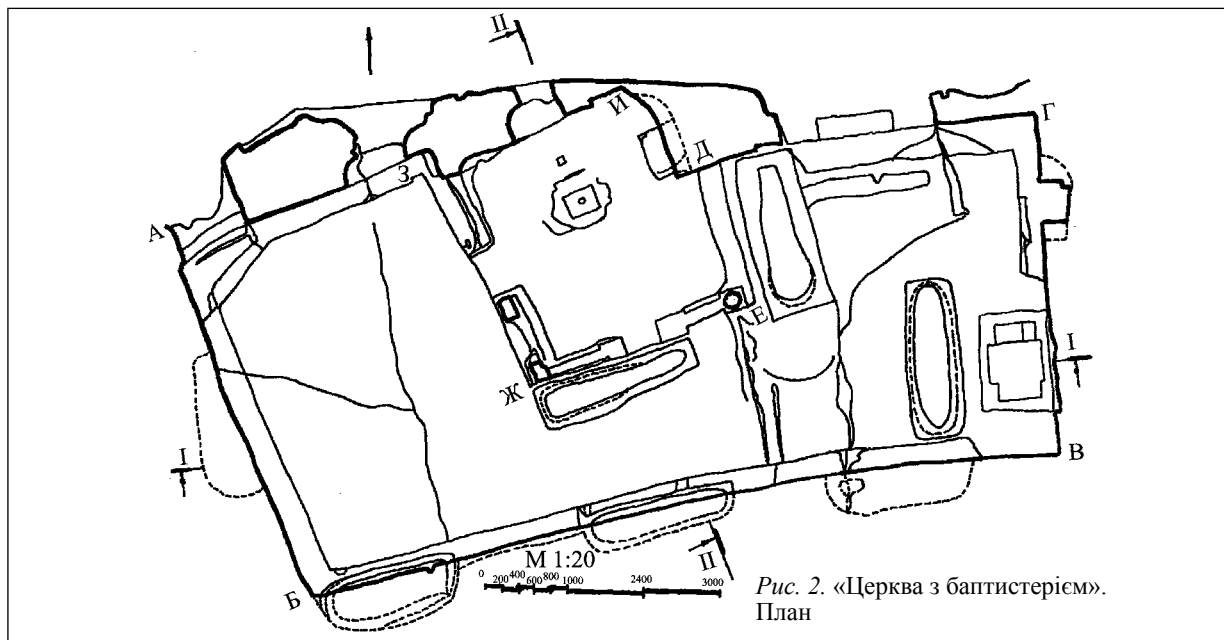 II
И
Г
Д
З
А
Е
I
Ж
I
В
II
М 1:20
0 200 400 600 800 1000 2400 3000
Б
Рис. 2. «Церква з баптистерієм».
План